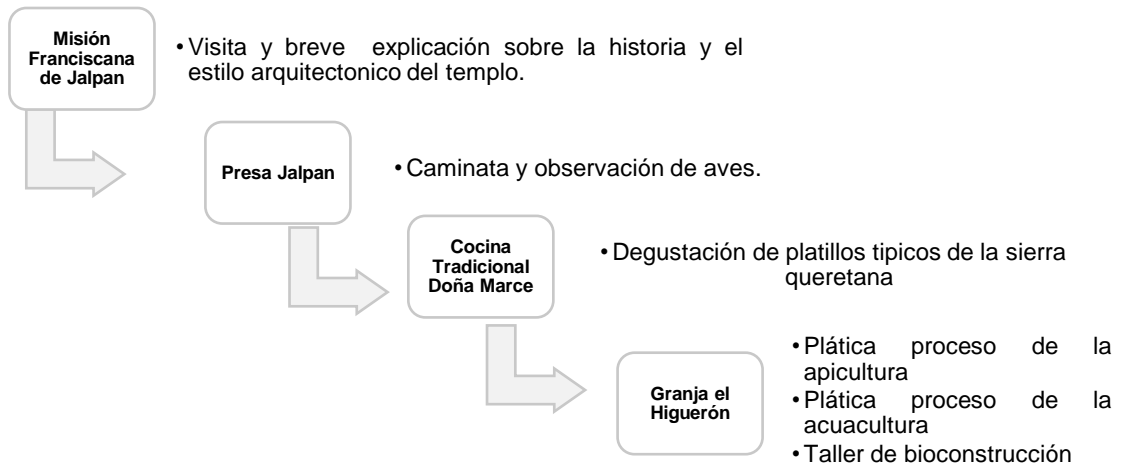 Misión
Franciscana
de Jalpan
• Visita y breve explicación sobre la historia y el
estilo arquitectonico del templo.
Presa Jalpan
• Caminata y observación de aves.
Cocina
Tradicional
Doña Marce
• Degustación de platillos tipicos de la sierra
queretana
Granja el
Higuerón
• Plática proceso de la
apicultura
• Plática proceso de la
acuacultura
• Taller de bioconstrucción